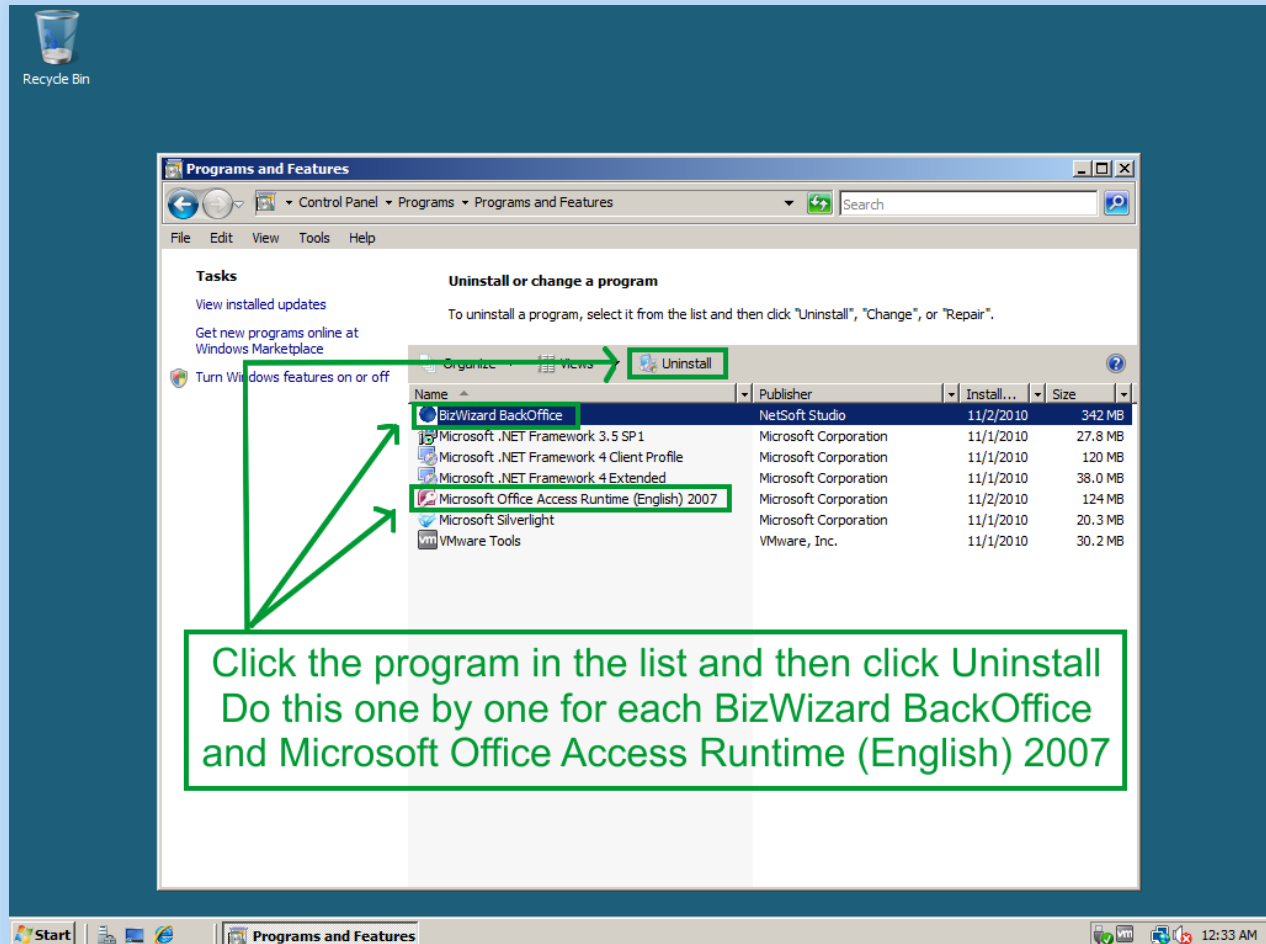 Recycle Bin
Programs and Features
Control Panel Programs Programs and Features Search
File Edit View Tools Help
Tasks
View installed updates
Get new programs online at
Windows Marketplace
Turn Windows features on or off
Uninstall or change a program
To uninstall a program, select it from the list and then click "Uninstall", "Change", or "Repair".
Organize Views Uninstall
Name Publisher Install... Size
BizWizard BackOffice NetSoft Studio 11/2/2010 342 MB
Microsoft .NET Framework 3.5 SP1 Microsoft Corporation 11/1/2010 27.8 MB
Microsoft .NET Framework 4 Client Profile Microsoft Corporation 11/1/2010 120 MB
Microsoft .NET Framework 4 Extended Microsoft Corporation 11/1/2010 38.0 MB
Microsoft Office Access Runtime (English) 2007 Microsoft Corporation 11/2/2010 124 MB
Microsoft Silverlight Microsoft Corporation 11/1/2010 20.3 MB
vm VMware Tools VMware, Inc. 11/1/2010 30.2 MB
Click the program in the list and then click Uninstall
Do this one by one for each BizWizard BackOffice
and Microsoft Office Access Runtime (English) 2007
Start Programs and Features vm 12:33 AM